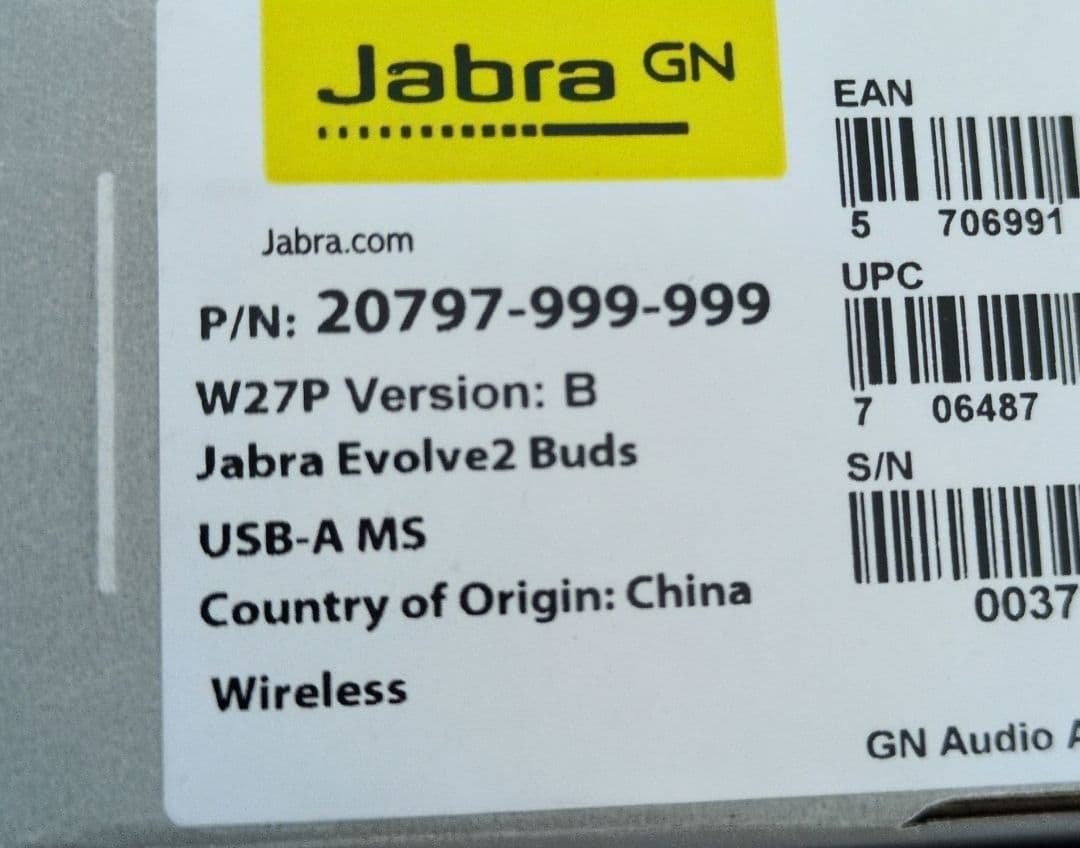 Jabra GN
Jabra.com
P/N: 20797-999-999
W27P Version: B
Jabra Evolve2 Buds
USB-A MS
Country of Origin: China
Wireless
EAN
5 706991
UPC
7 06487
S/N
0037
GN Audio A